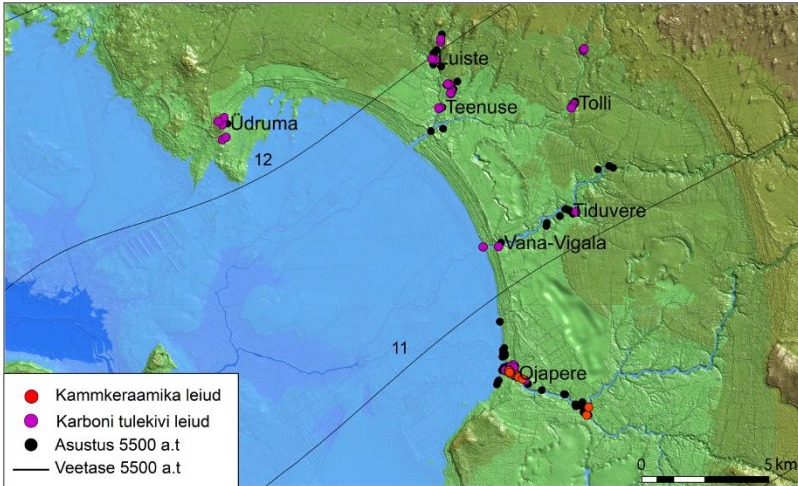 Luiste
Teenuse
Tolli
Üdruma
12
Tiduvere
Vana-Vigala
11
Ojapere
Kammkeraamika leiud
Karboni tulekivi leiud
Asustus 5500 a.t
Veetase 5500 a.t
0 5 km